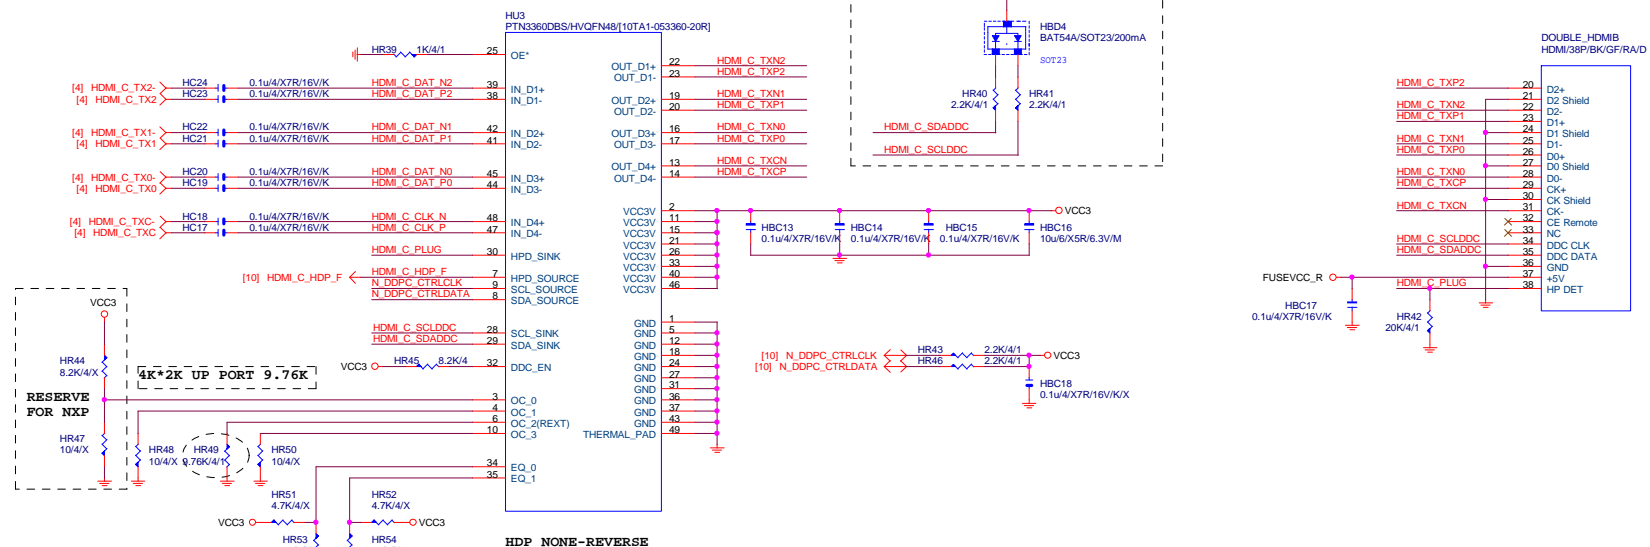 HU3
PTN3360DBS/HVQFN48/[10TA1-053360-20R]
HR39 1K/4/1 25 OE*
[4] HDMI_C_TX2- HC24 0.1u/4/X7R/16V/K HDMI_C_DAT_N2 39 IN_D1+
[4] HDMI_C_TX2 HC23 0.1u/4/X7R/16V/K HDMI_C_DAT_P2 38 IN_D1-
[4] HDMI_C_TX1- HC22 0.1u/4/X7R/16V/K HDMI_C_DAT_N1 42 IN_D2+
[4] HDMI_C_TX1 HC21 0.1u/4/X7R/16V/K HDMI_C_DAT_P1 41 IN_D2-
[4] HDMI_C_TX0- HC20 0.1u/4/X7R/16V/K HDMI_C_DAT_N0 45 IN_D3+
[4] HDMI_C_TX0 HC19 0.1u/4/X7R/16V/K HDMI_C_DAT_P0 44 IN_D3-
[4] HDMI_C_TXC- HC18 0.1u/4/X7R/16V/K HDMI_C_CLK_N 48 IN_D4+
[4] HDMI_C_TXC HC17 0.1u/4/X7R/16V/K HDMI_C_CLK_P 47 IN_D4-
HDMI_C_PLUG 30 HPD_SINK
[10] HDMI_C_HDP_F HDMI_C_HDP_F 7 HPD_SOURCE
N_DDPC_CTRLCLK 9 SCL_SOURCE
N_DDPC_CTRLDATA 8 SDA_SOURCE
HDMI_C_SCLDDC 28 SCL_SINK
HDMI_C_SDADDC 29 SDA_SINK
VCC3 HR45 8.2K/4 32 DDC_EN
3 OC_0
4 OC_1
6 OC_2(REXT)
10 OC_3
34 EQ_0
35 EQ_1
VCC3
HR44
8.2K/4/X
4K*2K UP PORT 9.76K
RESERVE
FOR NXP
HR47
10/4/X
HR48
10/4/X
HR49
9.76K/4/1
HR50
10/4/X
HR51
4.7K/4/X
HR52
4.7K/4/X
VCC3
VCC3
HR53
HR54
HDP NONE-REVERSE
OUT_D1+ 22 HDMI_C_TXN2
OUT_D1- 23 HDMI_C_TXP2
OUT_D2+ 19 HDMI_C_TXN1
OUT_D2- 20 HDMI_C_TXP1
OUT_D3+ 16 HDMI_C_TXN0
OUT_D3- 17 HDMI_C_TXP0
OUT_D4+ 13 HDMI_C_TXCN
OUT_D4- 14 HDMI_C_TXCP
VCC3V 2
VCC3V 11
VCC3V 15
VCC3V 21
VCC3V 26
VCC3V 33
VCC3V 40
VCC3V 46
GND 1
GND 5
GND 12
GND 18
GND 24
GND 27
GND 31
GND 36
GND 37
GND 43
THERMAL_PAD 49
VCC3
HBC13
0.1u/4/X7R/16V/K
HBC14
0.1u/4/X7R/16V/K
HBC15
0.1u/4/X7R/16V/K
HBC16
10u/6/X5R/6.3V/M
HBD4
BAT54A/SOT23/200mA
SOT23
HR40
2.2K/4/1
HR41
2.2K/4/1
HDMI_C_SDADDC
HDMI_C_SCLDDC
[10] N_DDPC_CTRLCLK HR43 2.2K/4/1 VCC3
[10] N_DDPC_CTRLDATA HR46 2.2K/4/1
HBC18
0.1u/4/X7R/16V/K/X
DOUBLE_HDMIB
HDMI/38P/BK/GF/RA/D
HDMI_C_TXP2 20 D2+
21 D2 Shield
HDMI_C_TXN2 22 D2-
HDMI_C_TXP1 23 D1+
24 D1 Shield
HDMI_C_TXN1 25 D1-
HDMI_C_TXP0 26 D0+
27 D0 Shield
HDMI_C_TXN0 28 D0-
HDMI_C_TXCP 29 CK+
30 CK Shield
HDMI_C_TXCN 31 CK-
32 CE Remote
33 NC
HDMI_C_SCLDDC 34 DDC CLK
HDMI_C_SDADDC 35 DDC DATA
36 GND
FUSEVCC_R 37 +5V
HDMI_C_PLUG 38 HP DET
HBC17
0.1u/4/X7R/16V/K
HR42
20K/4/1